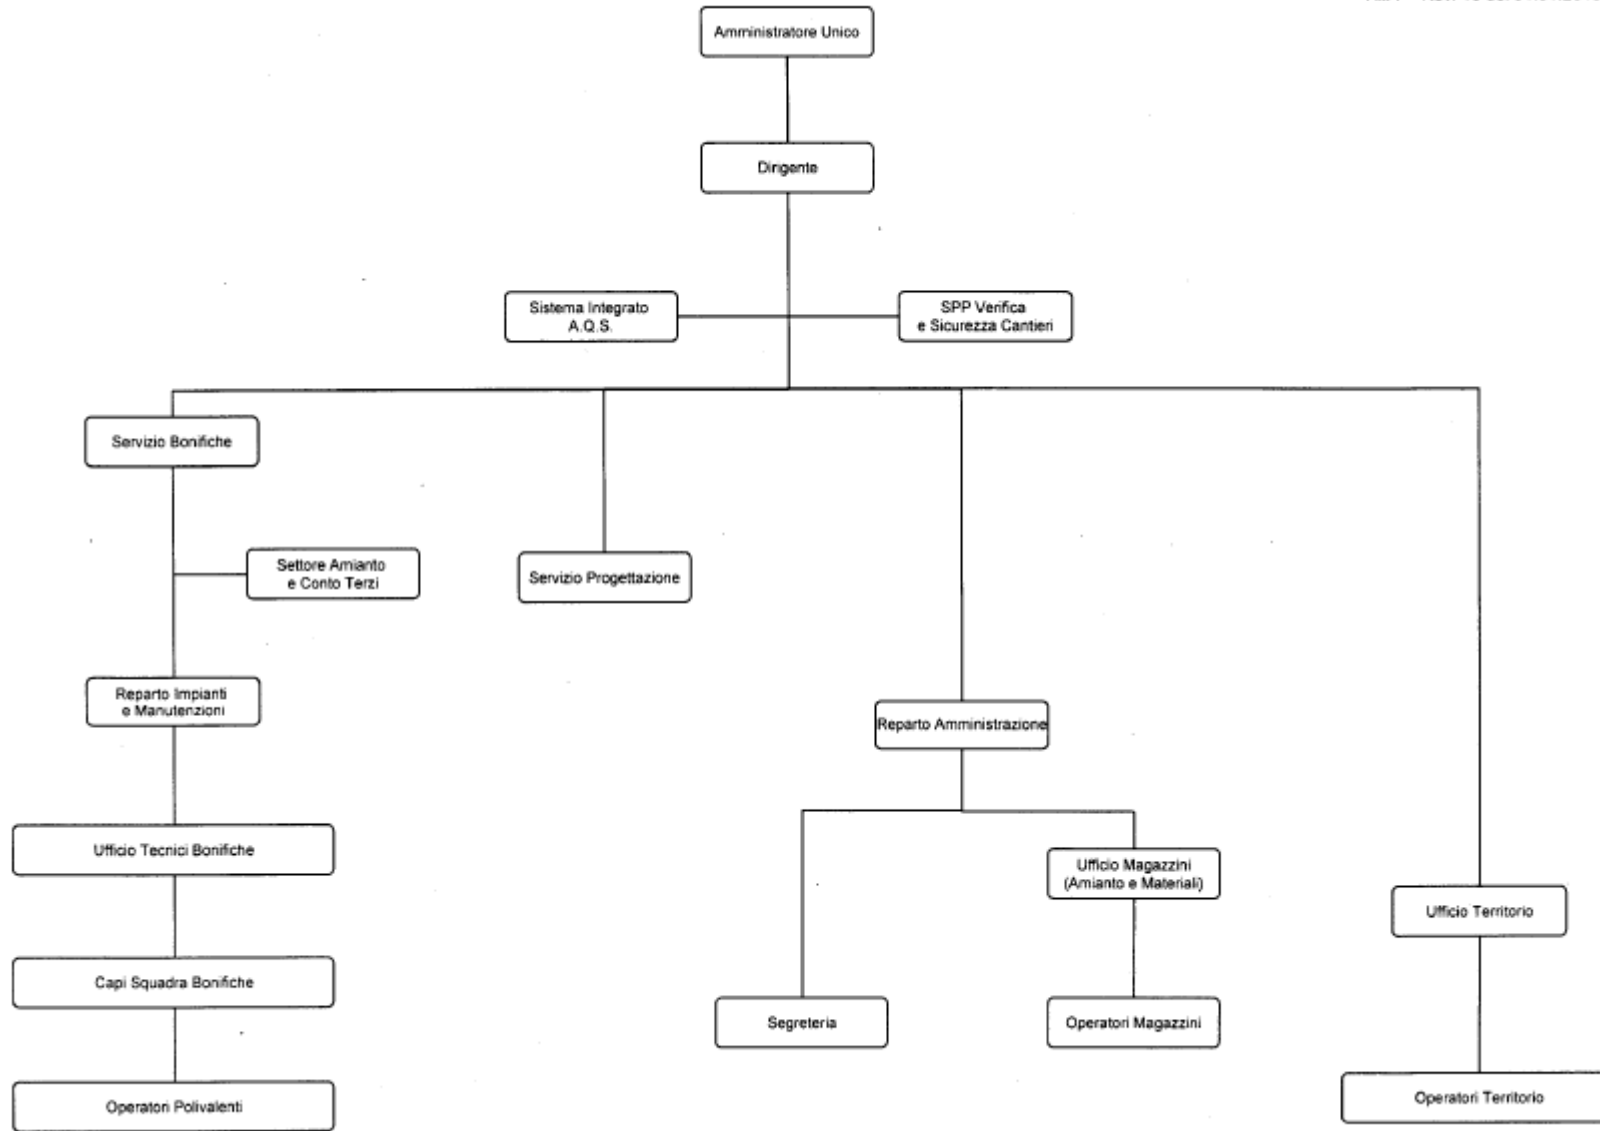 Amministratore Unico
Dirigente
Sistema Integrato
A.Q.S.
SPP Verifica
e Sicurezza Cantieri
Servizio Bonifiche
Settore Amianto
e Conto Terzi
Servizio Progettazione
Reparto Impianti
e Manutenzioni
Reparto Amministrazione
Ufficio Tecnici Bonifiche
Ufficio Magazzini
(Amianto e Materiali)
Ufficio Territorio
Capi Squadra Bonifiche
Segreteria
Operatori Magazzini
Operatori Polivalenti
Operatori Territorio